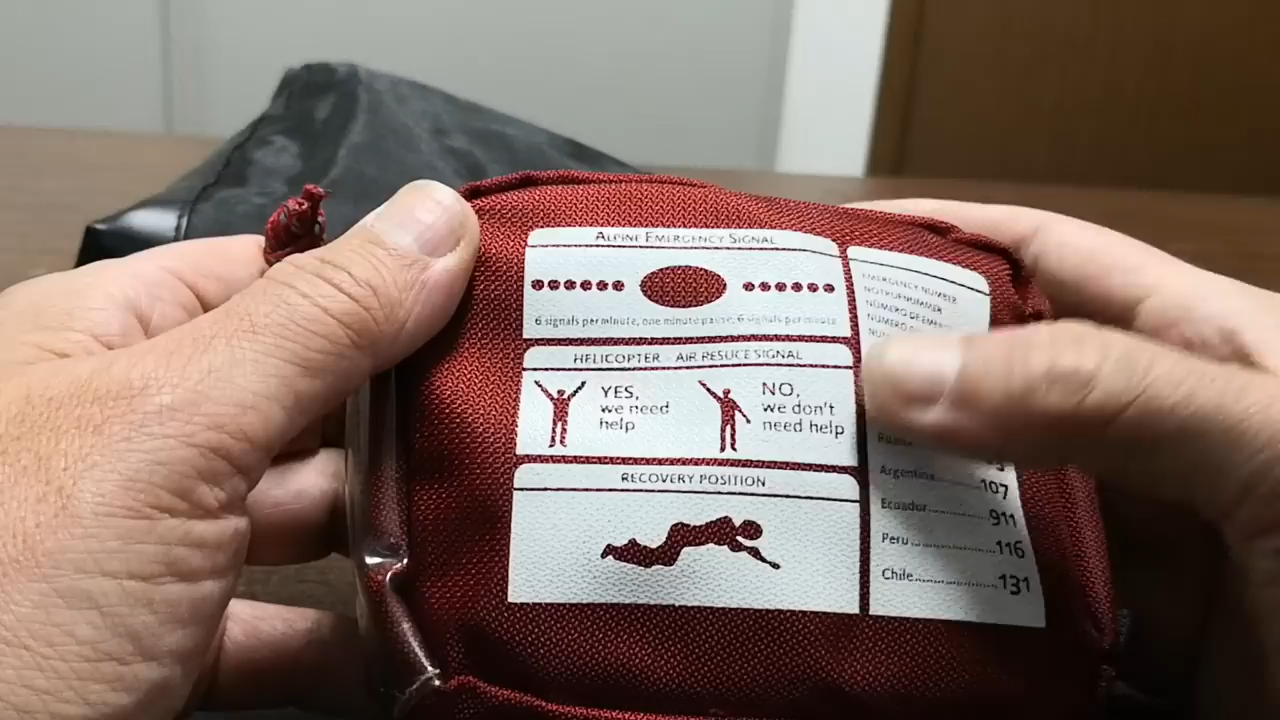 ALPINE EMERGENCY SIGNAL
6 signals per minute, one minute pause, 6 signals per minute
HELICOPTER - AIR RESUCE SIGNAL
YES,
we need
help
NO,
we don't
need help
RECOVERY POSITION
EMERGENCY NUMBER
NOTRUFNUMMER
NÚMERO DE
Argentina 107
Ecuador 911
Peru 116
Chile 131